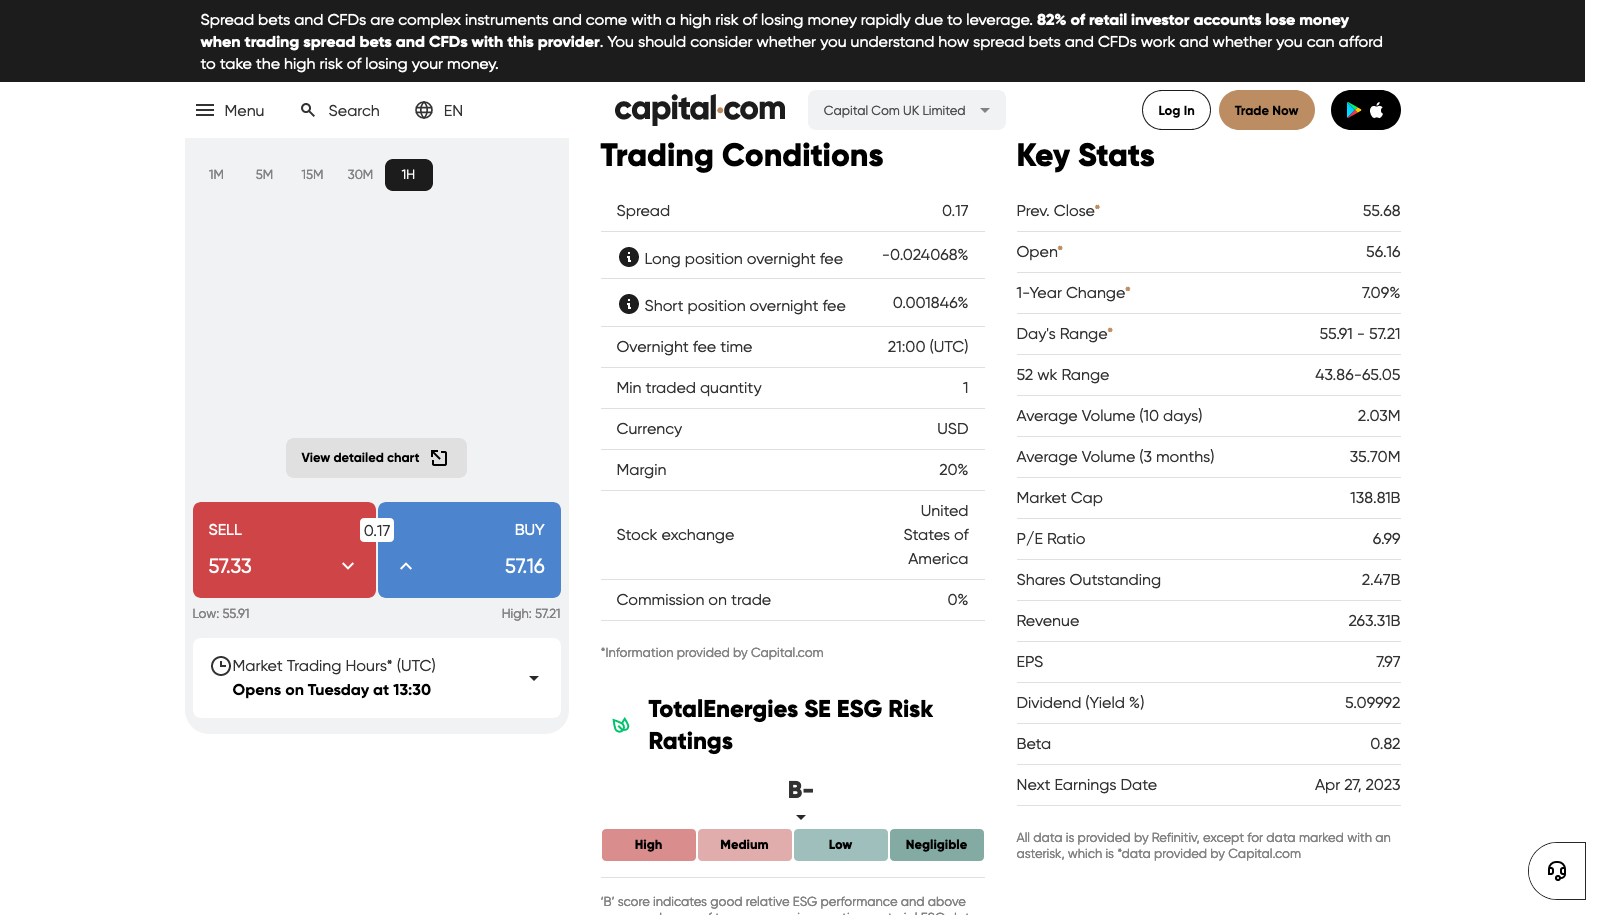 Spread bets and CFDs are complex instruments and come with a high risk of losing money rapidly due to leverage. 82% of retail investor accounts lose money
when trading spread bets and CFDs with this provider. You should consider whether you understand how spread bets and CFDs work and whether you can afford
to take the high risk of losing your money.
Menu
Search
EN
capital.com
Capital Com UK Limited
Log In
Trade Now
1M
5M
15M
30M
1H
View detailed chart
SELL
0.17
BUY
57.33
57.16
Low: 55.91
High: 57.21
Market Trading Hours* (UTC)
Opens on Tuesday at 13:30
Trading Conditions
Spread 0.17
Long position overnight fee -0.024068%
Short position overnight fee 0.001846%
Overnight fee time 21:00 (UTC)
Min traded quantity 1
Currency USD
Margin 20%
Stock exchange United
States of
America
Commission on trade 0%
*Information provided by Capital.com
TotalEnergies SE ESG Risk
Ratings
B-
High
Medium
Low
Negligible
'B' score indicates good relative ESG performance and above
Key Stats
Prev. Close* 55.68
Open* 56.16
1-Year Change* 7.09%
Day's Range* 55.91 - 57.21
52 wk Range 43.86-65.05
Average Volume (10 days) 2.03M
Average Volume (3 months) 35.70M
Market Cap 138.81B
P/E Ratio 6.99
Shares Outstanding 2.47B
Revenue 263.31B
EPS 7.97
Dividend (Yield %) 5.09992
Beta 0.82
Next Earnings Date Apr 27, 2023
All data is provided by Refinitiv, except for data marked with an
asterisk, which is *data provided by Capital.com